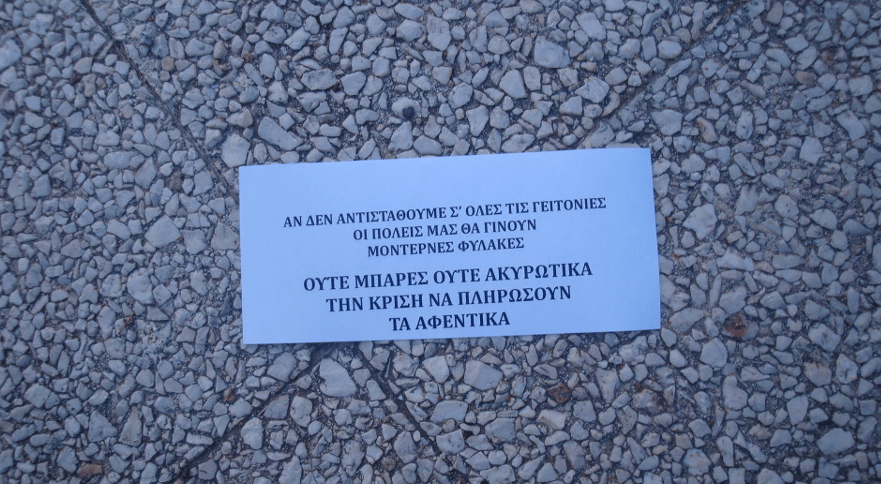 ΑΝ ΔΕΝ ΑΝΤΙΣΤΑΘΟΥΜΕ Σ' ΟΛΕΣ ΤΙΣ ΓΕΙΤΟΝΙΕΣ
ΟΙ ΠΟΛΕΙΣ ΜΑΣ ΘΑ ΓΙΝΟΥΝ
ΜΟΝΤΕΡΝΕΣ ΦΥΛΑΚΕΣ
ΟΥΤΕ ΜΠΑΡΕΣ ΟΥΤΕ ΑΚΥΡΩΤΙΚΑ
ΤΗΝ ΚΡΙΣΗ ΝΑ ΠΛΗΡΩΣΟΥΝ
ΤΑ ΑΦΕΝΤΙΚΑ